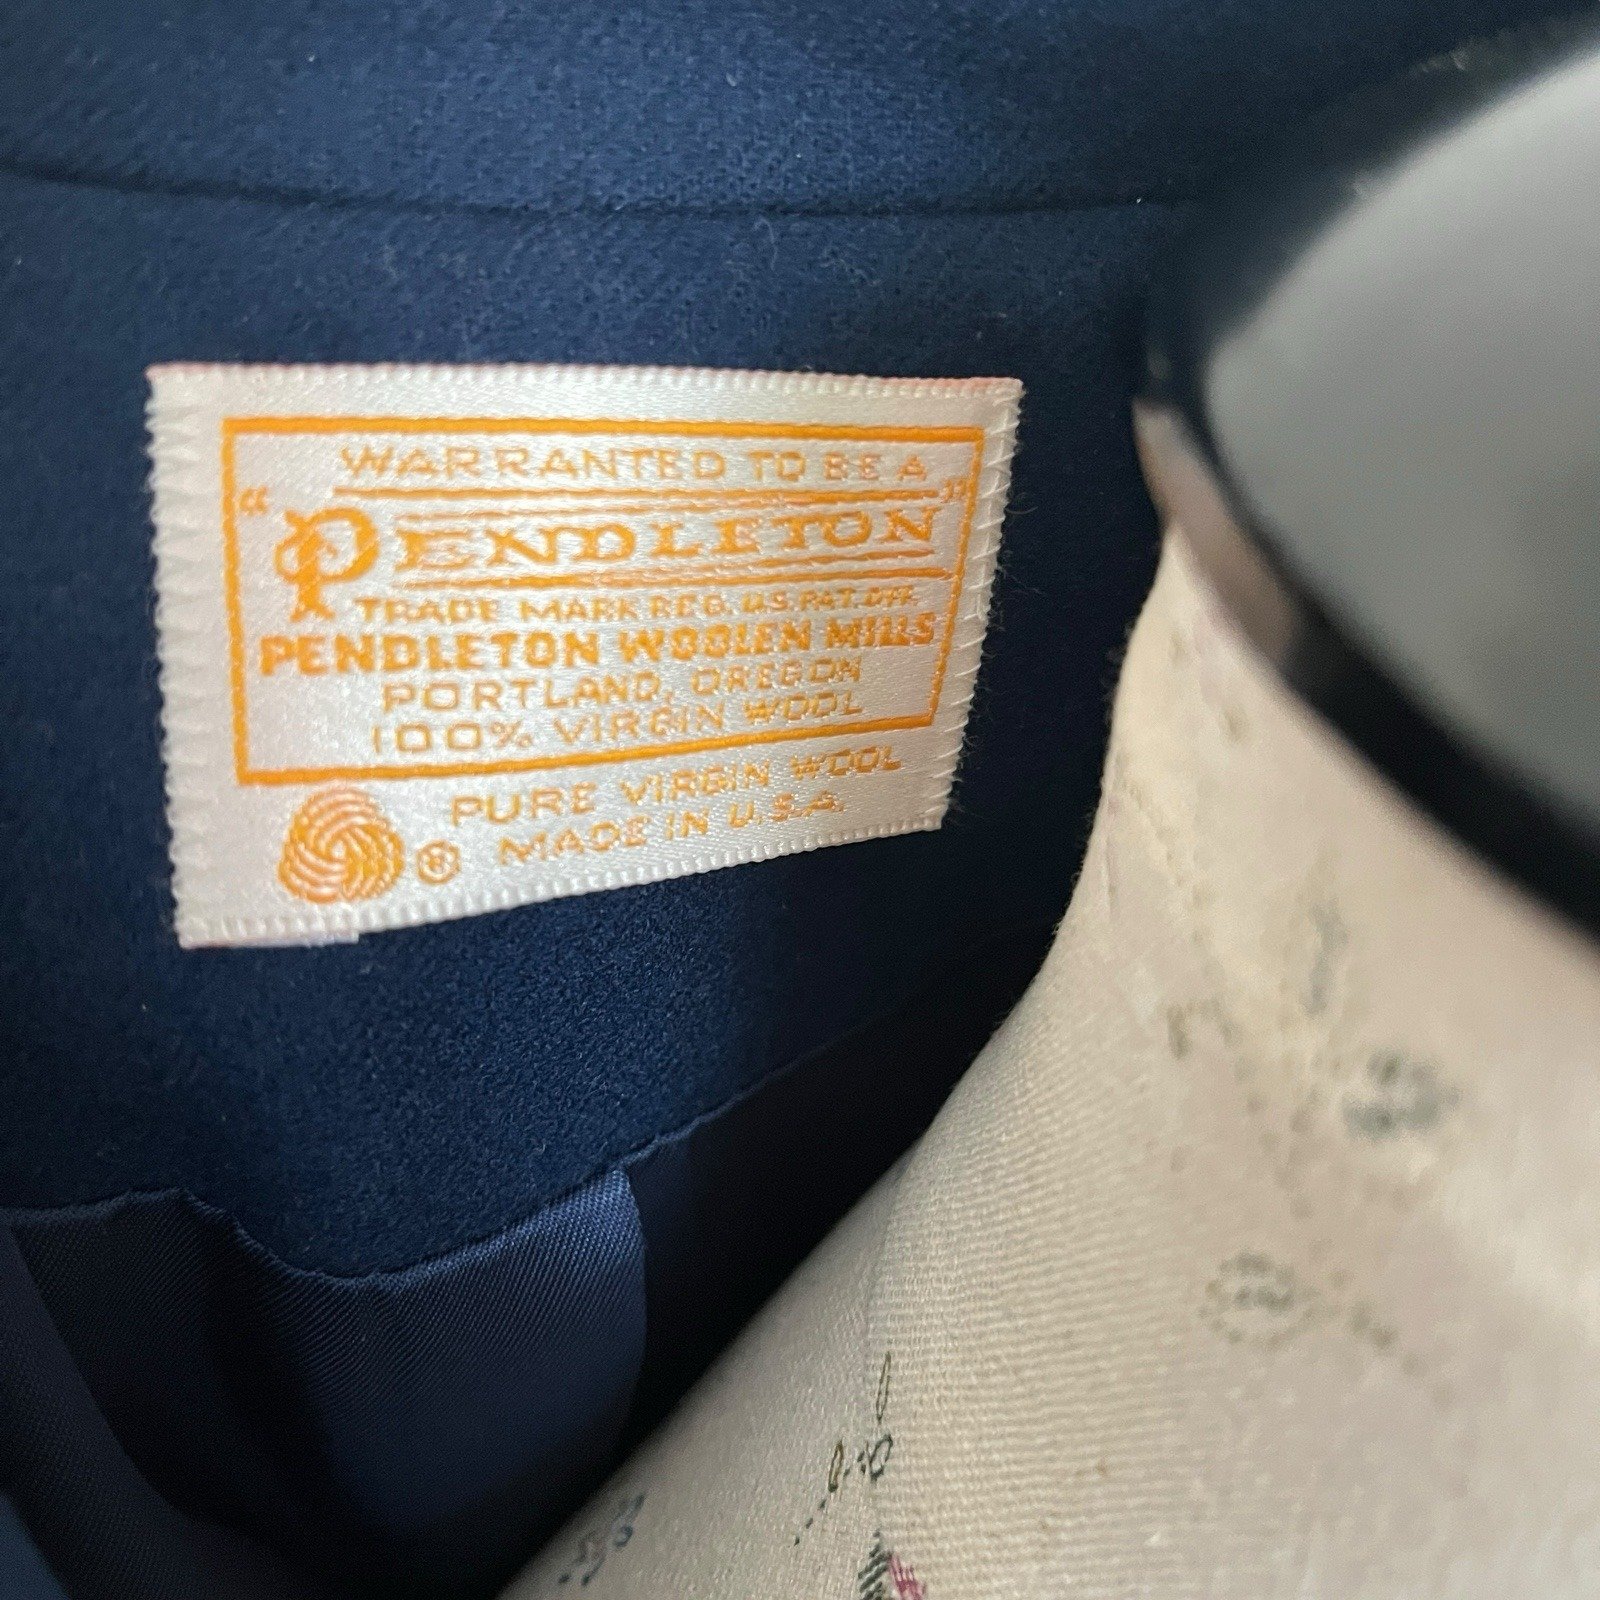 WARRANTED TO BE A
"PENDLETON"
TRADE MARK REG. U.S. PAT. OFF.
PENDLETON WOOLEN MILLS
PORTLAND, OREGON
100% VIRGIN WOOL
PURE VIRGIN WOOL
® MADE IN U.S.A.